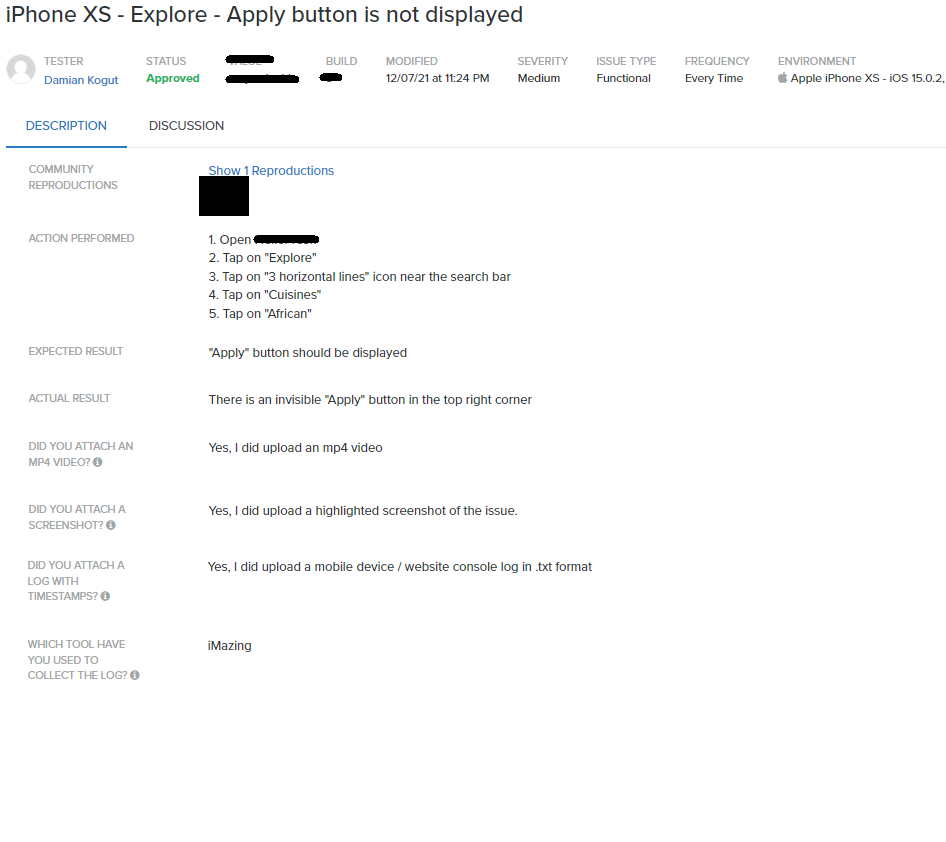 iPhone XS - Explore - Apply button is not displayed
TESTER
Damian Kogut
STATUS
Approved
BUILD
MODIFIED
12/07/21 at 11:24 PM
SEVERITY
Medium
ISSUE TYPE
Functional
FREQUENCY
Every Time
ENVIRONMENT
Apple iPhone XS - iOS 15.0.2,
DESCRIPTION
DISCUSSION
COMMUNITY
REPRODUCTIONS
Show 1 Reproductions
ACTION PERFORMED
1. Open
2. Tap on "Explore"
3. Tap on "3 horizontal lines" icon near the search bar
4. Tap on "Cuisines"
5. Tap on "African"
EXPECTED RESULT
"Apply" button should be displayed
ACTUAL RESULT
There is an invisible "Apply" button in the top right corner
DID YOU ATTACH AN
MP4 VIDEO?
Yes, I did upload an mp4 video
DID YOU ATTACH A
SCREENSHOT?
Yes, I did upload a highlighted screenshot of the issue.
DID YOU ATTACH A
LOG WITH
TIMESTAMPS?
Yes, I did upload a mobile device / website console log in .txt format
WHICH TOOL HAVE
YOU USED TO
COLLECT THE LOG?
iMazing